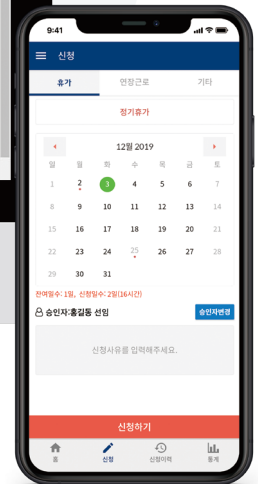 9:41
신청
휴가 연장근로 기타
정기휴가
12월 2019
일 월 화 수 목 금 토
1 2 3 4 5 6 7
8 9 10 11 12 13 14
15 16 17 18 19 20 21
22 23 24 25 26 27 28
29 30 31
잔여일수: 1일, 신청일수: 2일(16시간)
승인자:홍길동 선임 승인자변경
신청사유를 입력해주세요.
신청하기
홈 신청 신청이력 통계